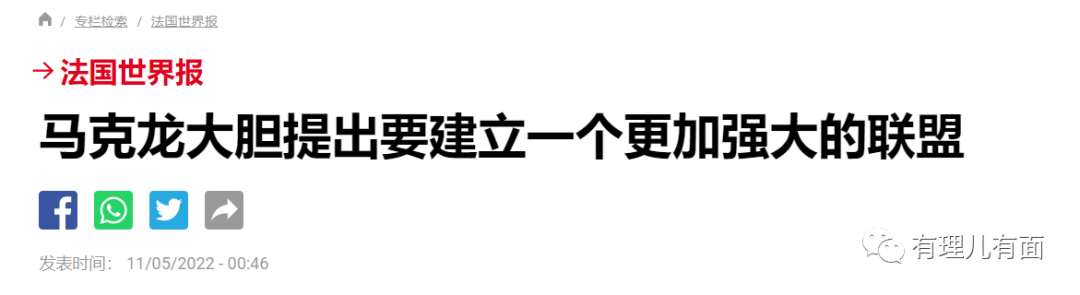 / 专栏检索 / 法国世界报
→ 法国世界报
马克龙大胆提出要建立一个更加强大的联盟
发表时间： 11/05/2022 - 00:46
有理儿有面